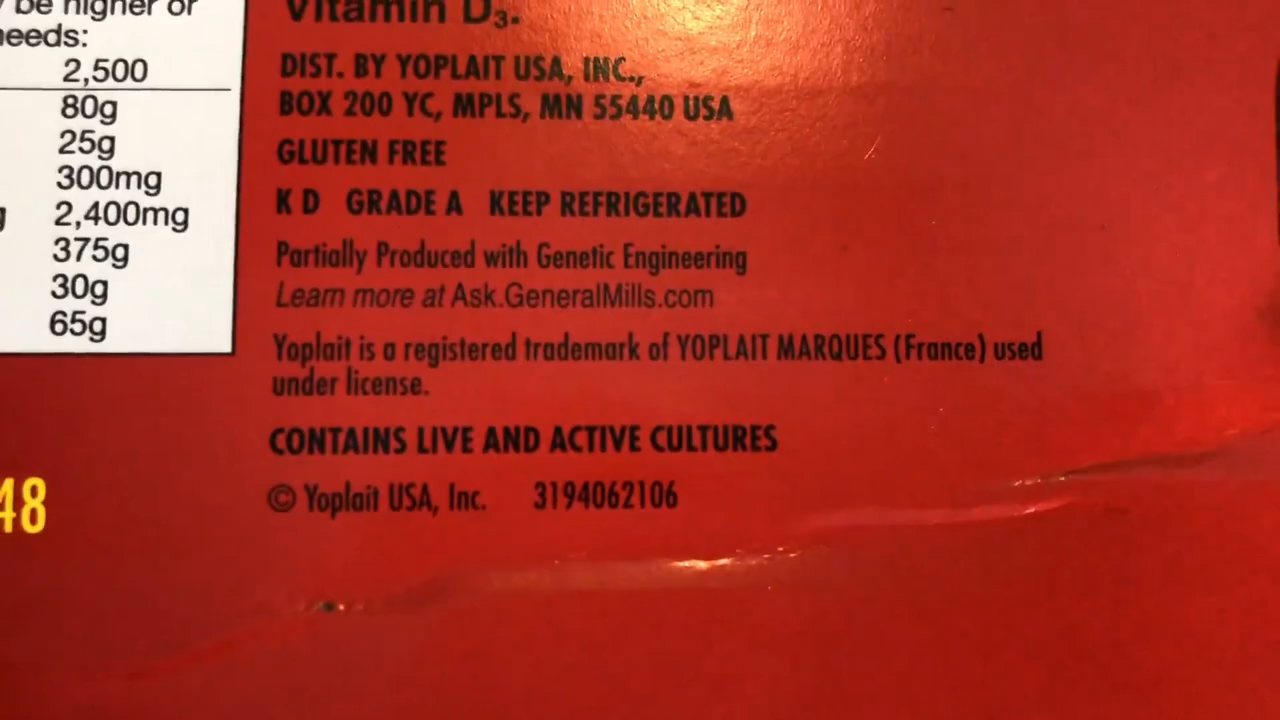 be higher or
needs:
2,500
80g
25g
300mg
2,400mg
375g
30g
65g
48
Vitamin D3.
DIST. BY YOPLAIT USA, INC.,
BOX 200 YC, MPLS, MN 55440 USA
GLUTEN FREE
K D GRADE A KEEP REFRIGERATED
Partially Produced with Genetic Engineering
Learn more at Ask.GeneralMills.com
Yoplait is a registered trademark of YOPLAIT MARQUES (France) used
under license.
CONTAINS LIVE AND ACTIVE CULTURES
© Yoplait USA, Inc. 3194062106